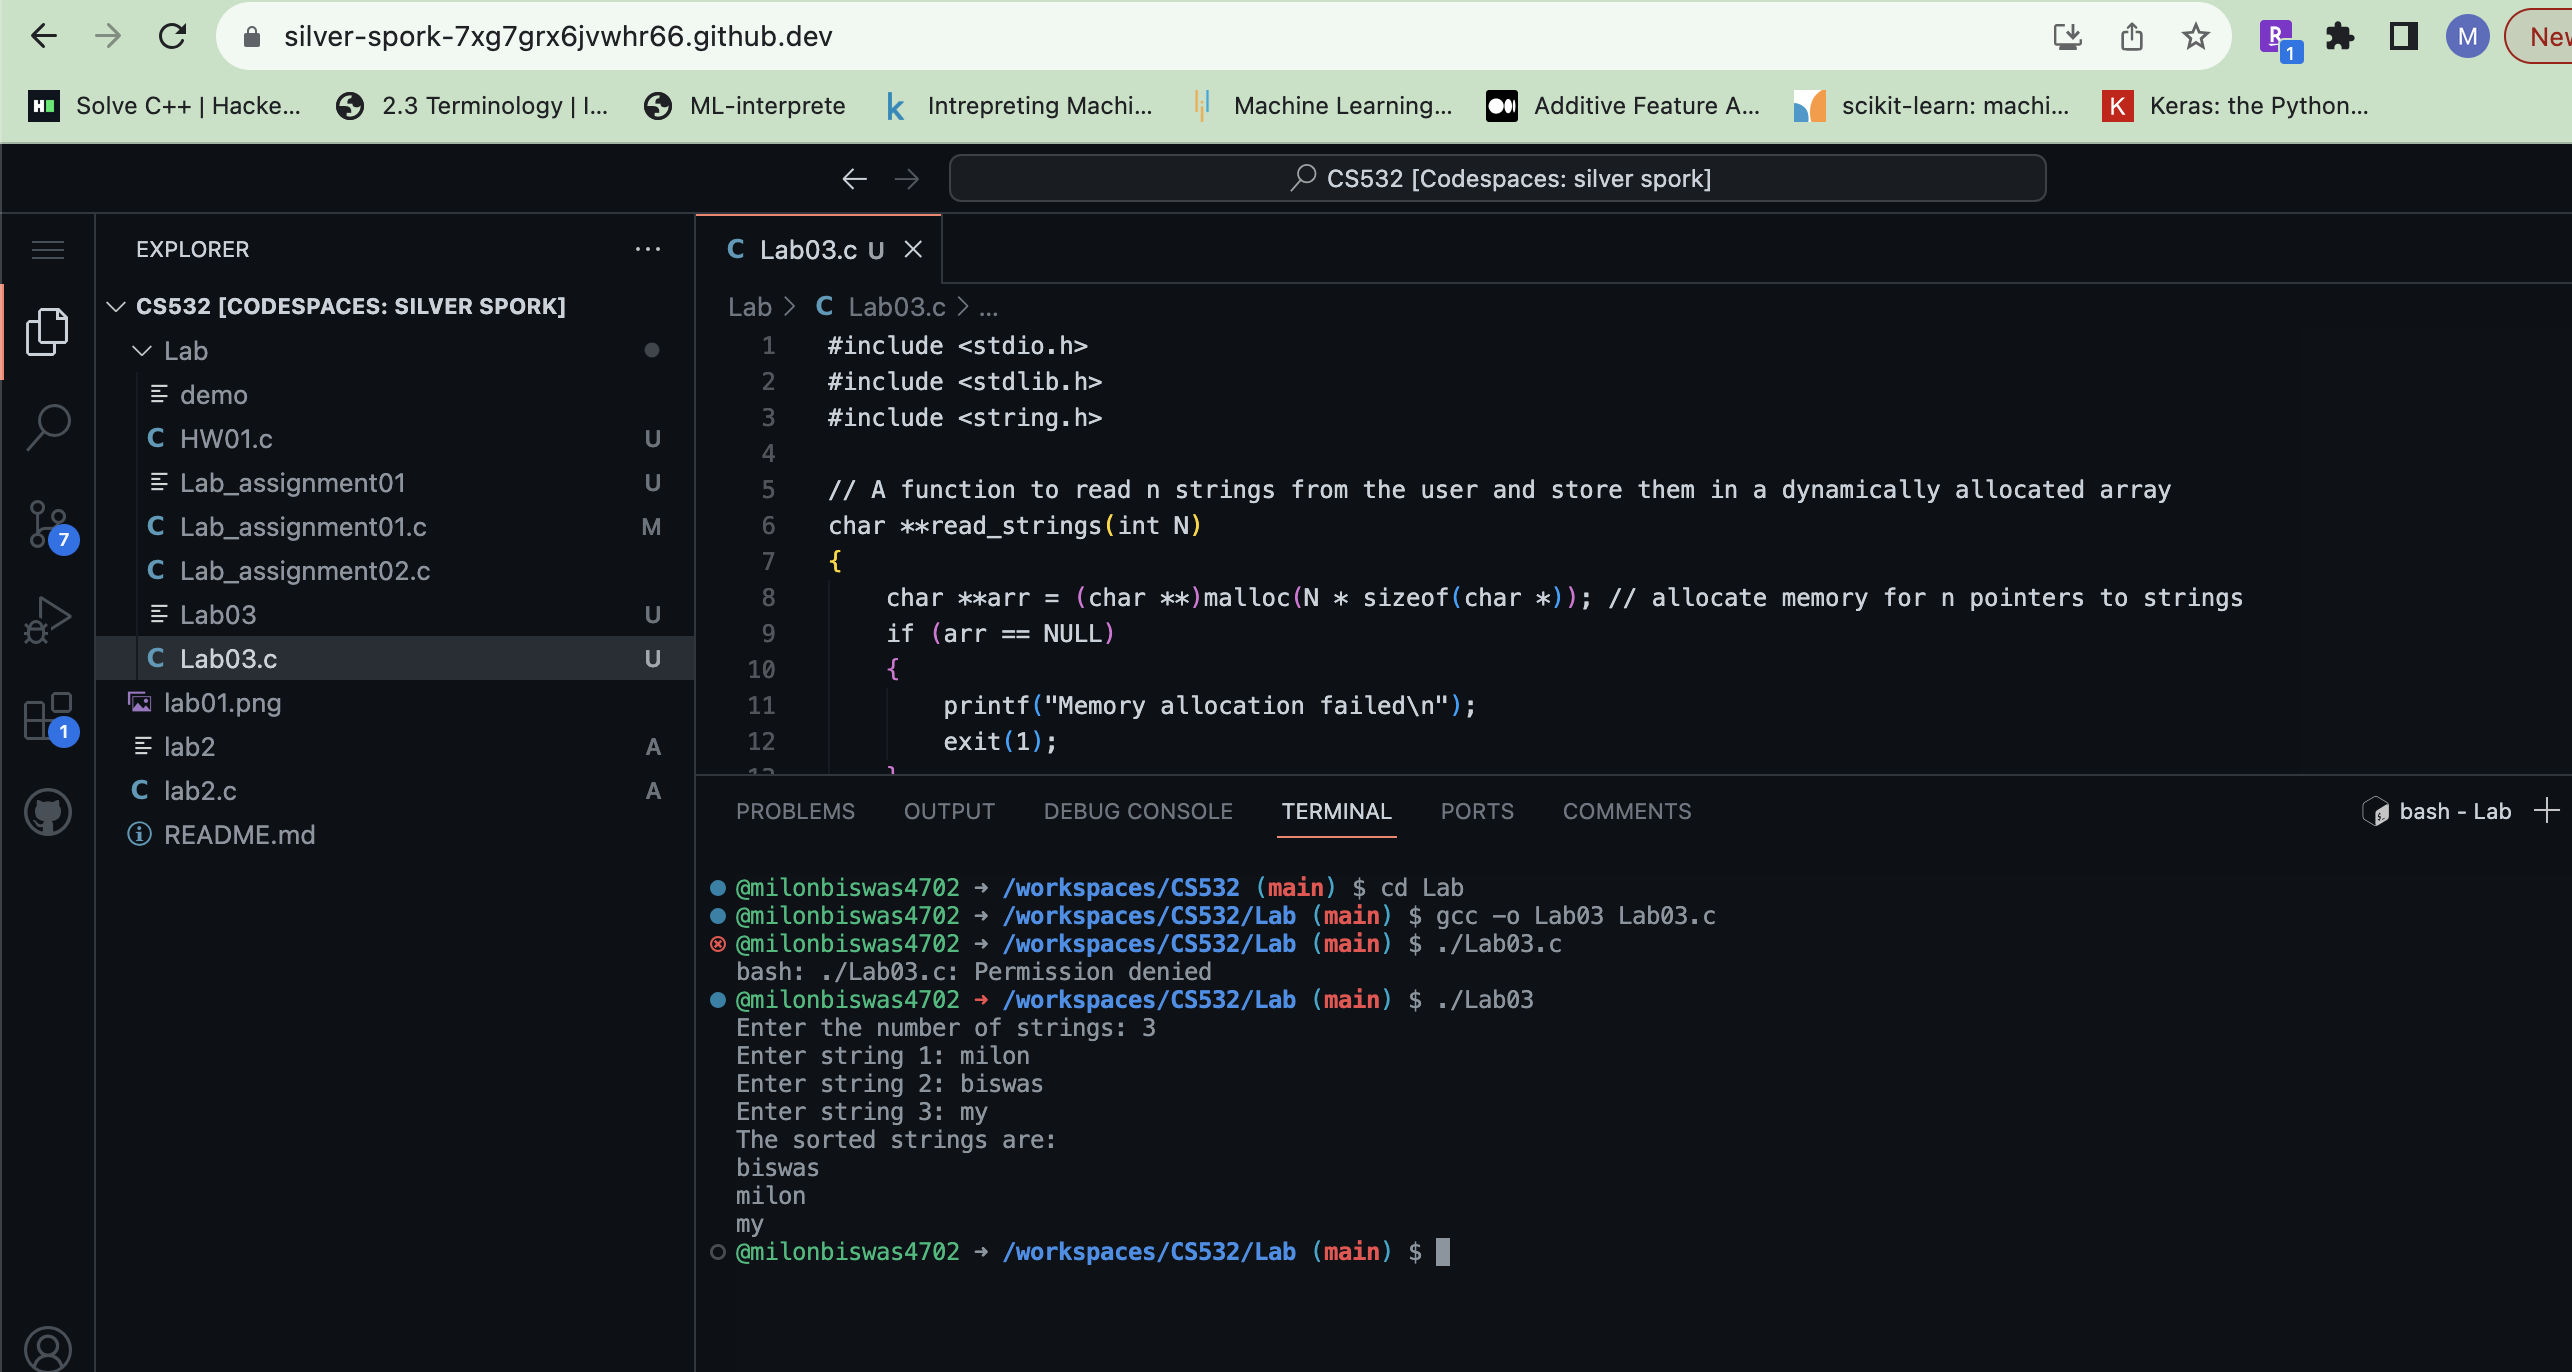 silver-spork-7xg7grx6jvwhr66.github.dev
R 1
M
New
Solve C++ | Hacke...
2.3 Terminology | I...
ML-interprete
k Intrepreting Machi...
Machine Learning...
Additive Feature A...
scikit-learn: machi...
K Keras: the Python...
CS532 [Codespaces: silver spork]
EXPLORER ...
CS532 [CODESPACES: SILVER SPORK]
Lab
demo
C HW01.c U
Lab_assignment01 U
C Lab_assignment01.c M
C Lab_assignment02.c
Lab03 U
C Lab03.c U
lab01.png
lab2 A
C lab2.c A
README.md
7
1
C Lab03.c U
Lab > C Lab03.c > ...
1 #include <stdio.h>
2 #include <stdlib.h>
3 #include <string.h>
4
5 // A function to read n strings from the user and store them in a dynamically allocated array
6 char **read_strings(int N)
7 {
8 char **arr = (char **)malloc(N * sizeof(char *)); // allocate memory for n pointers to strings
9 if (arr == NULL)
10 {
11 printf("Memory allocation failed\n");
12 exit(1);
PROBLEMS OUTPUT DEBUG CONSOLE TERMINAL PORTS COMMENTS
bash - Lab
@milonbiswas4702 ➜ /workspaces/CS532 (main) $ cd Lab
@milonbiswas4702 ➜ /workspaces/CS532/Lab (main) $ gcc -o Lab03 Lab03.c
@milonbiswas4702 ➜ /workspaces/CS532/Lab (main) $ ./Lab03.c
bash: ./Lab03.c: Permission denied
@milonbiswas4702 ➜ /workspaces/CS532/Lab (main) $ ./Lab03
Enter the number of strings: 3
Enter string 1: milon
Enter string 2: biswas
Enter string 3: my
The sorted strings are:
biswas
milon
my
@milonbiswas4702 ➜ /workspaces/CS532/Lab (main) $